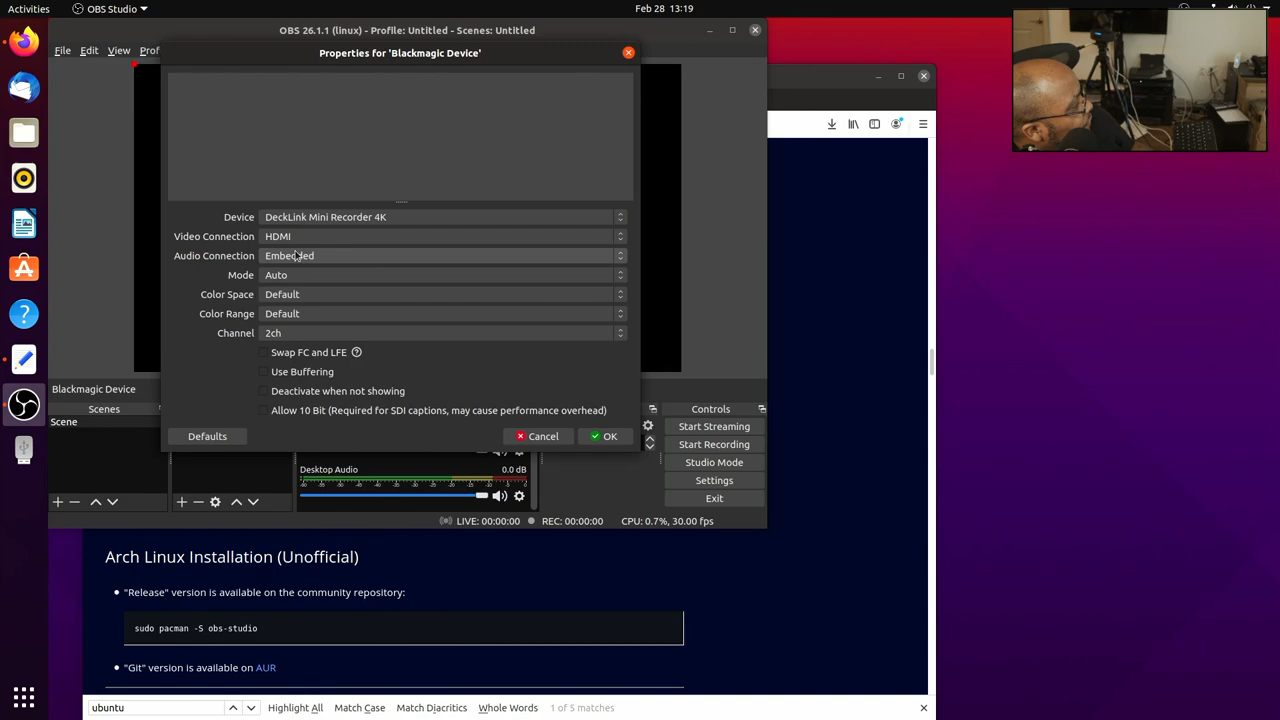 Activities
OBS Studio
Feb 28 13:19
OBS 26.1.1 (linux) - Profile: Untitled - Scenes: Untitled
File Edit View
Properties for 'Blackmagic Device'
Device DeckLink Mini Recorder 4K
Video Connection HDMI
Audio Connection Embedded
Mode Auto
Color Space Default
Color Range Default
Channel 2ch
Swap FC and LFE
Use Buffering
Deactivate when not showing
Allow 10 Bit (Required for SDI captions, may cause performance overhead)
Defaults
Cancel
OK
Blackmagic Device
Scenes
Scene
Desktop Audio 0.0 dB
Controls
Start Streaming
Start Recording
Studio Mode
Settings
Exit
LIVE: 00:00:00 REC: 00:00:00 CPU: 0.7%, 30.00 fps
Arch Linux Installation (Unofficial)
"Release" version is available on the community repository:
sudo pacman -S obs-studio
"Git" version is available on AUR
ubuntu
Highlight All Match Case Match Diacritics Whole Words 1 of 5 matches